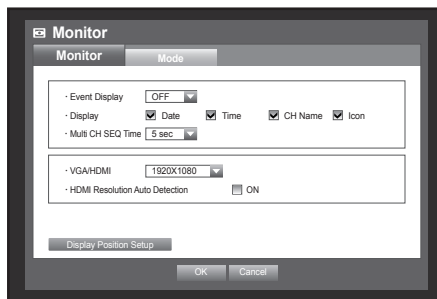 Monitor
Monitor Mode
· Event Display OFF
· Display Date Time CH Name Icon
· Multi CH SEQ Time 5 sec
· VGA/HDMI 1920X1080
· HDMI Resolution Auto Detection ON
Display Position Setup
OK Cancel